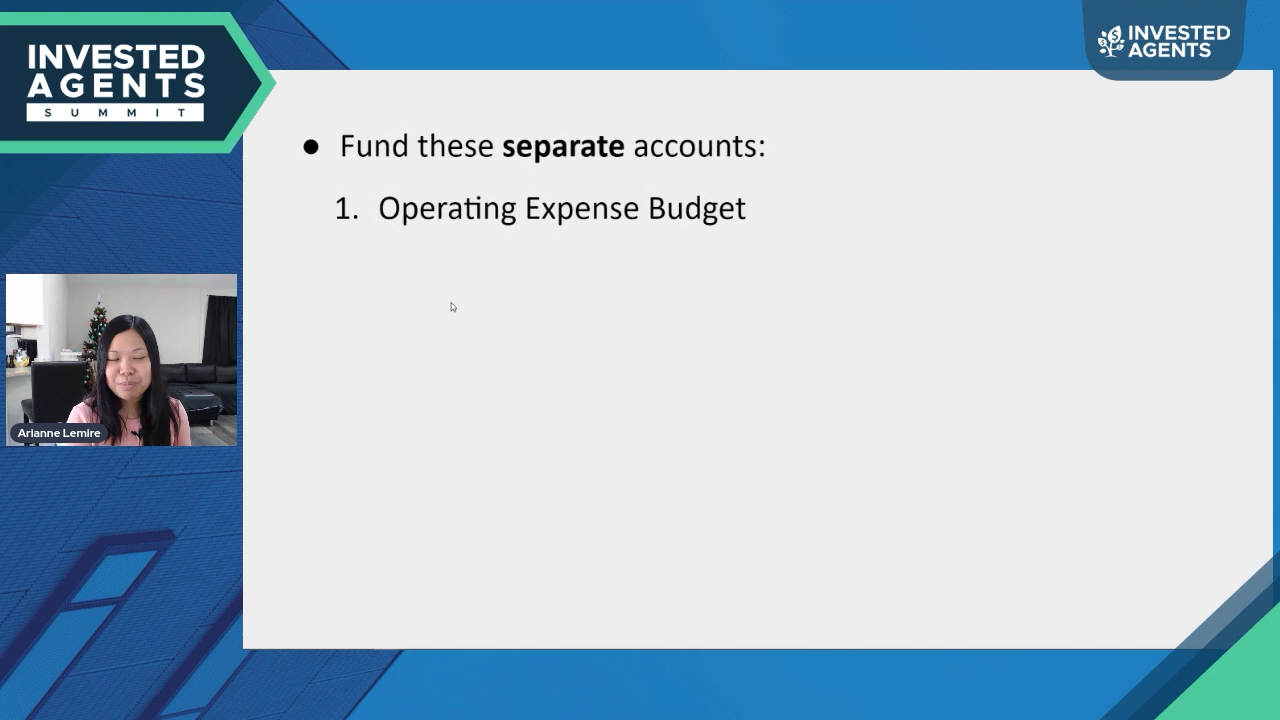 INVESTED
AGENTS
SUMMIT
INVESTED
AGENTS
● Fund these separate accounts:
1. Operating Expense Budget
Arianne Lemire